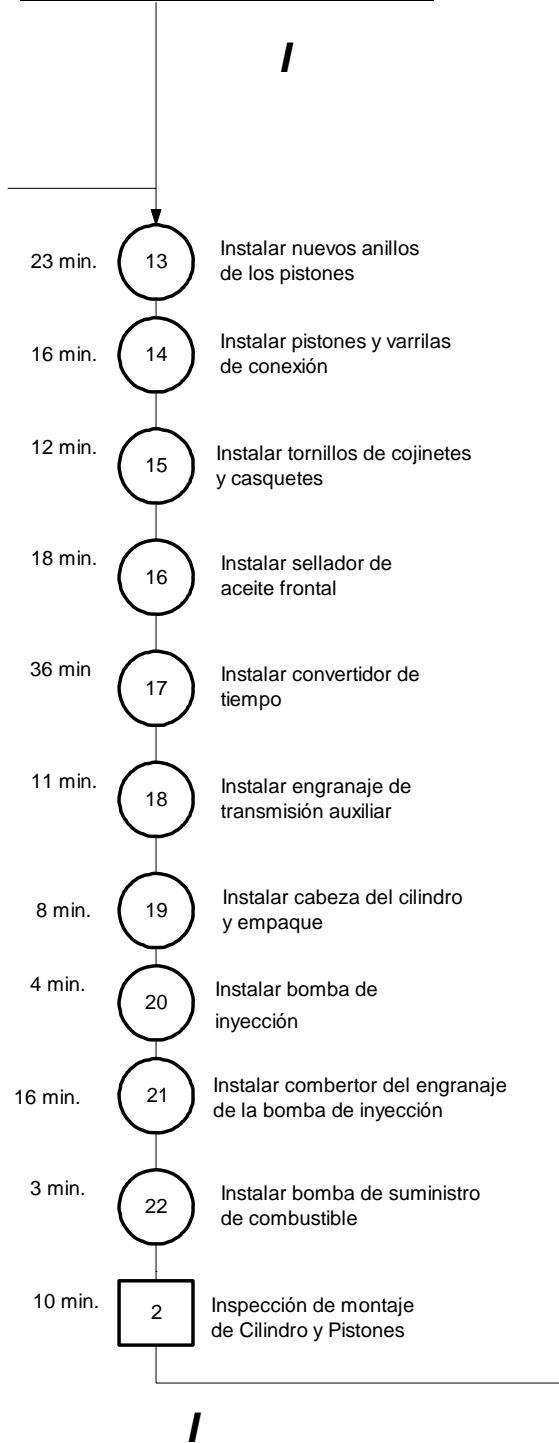 I
23 min.
13
Instalar nuevos anillos
de los pistones
16 min.
14
Instalar pistones y varrilas
de conexión
12 min.
15
Instalar tornillos de cojinetes
y casquetes
18 min.
16
Instalar sellador de
aceite frontal
36 min
17
Instalar convertidor de
tiempo
11 min.
18
Instalar engranaje de
transmisión auxiliar
8 min.
19
Instalar cabeza del cilindro
y empaque
4 min.
20
Instalar bomba de
inyección
16 min.
21
Instalar combertor del engranaje
de la bomba de inyección
3 min.
22
Instalar bomba de suministro
de combustible
10 min.
2
Inspección de montaje
de Cilindro y Pistones
I